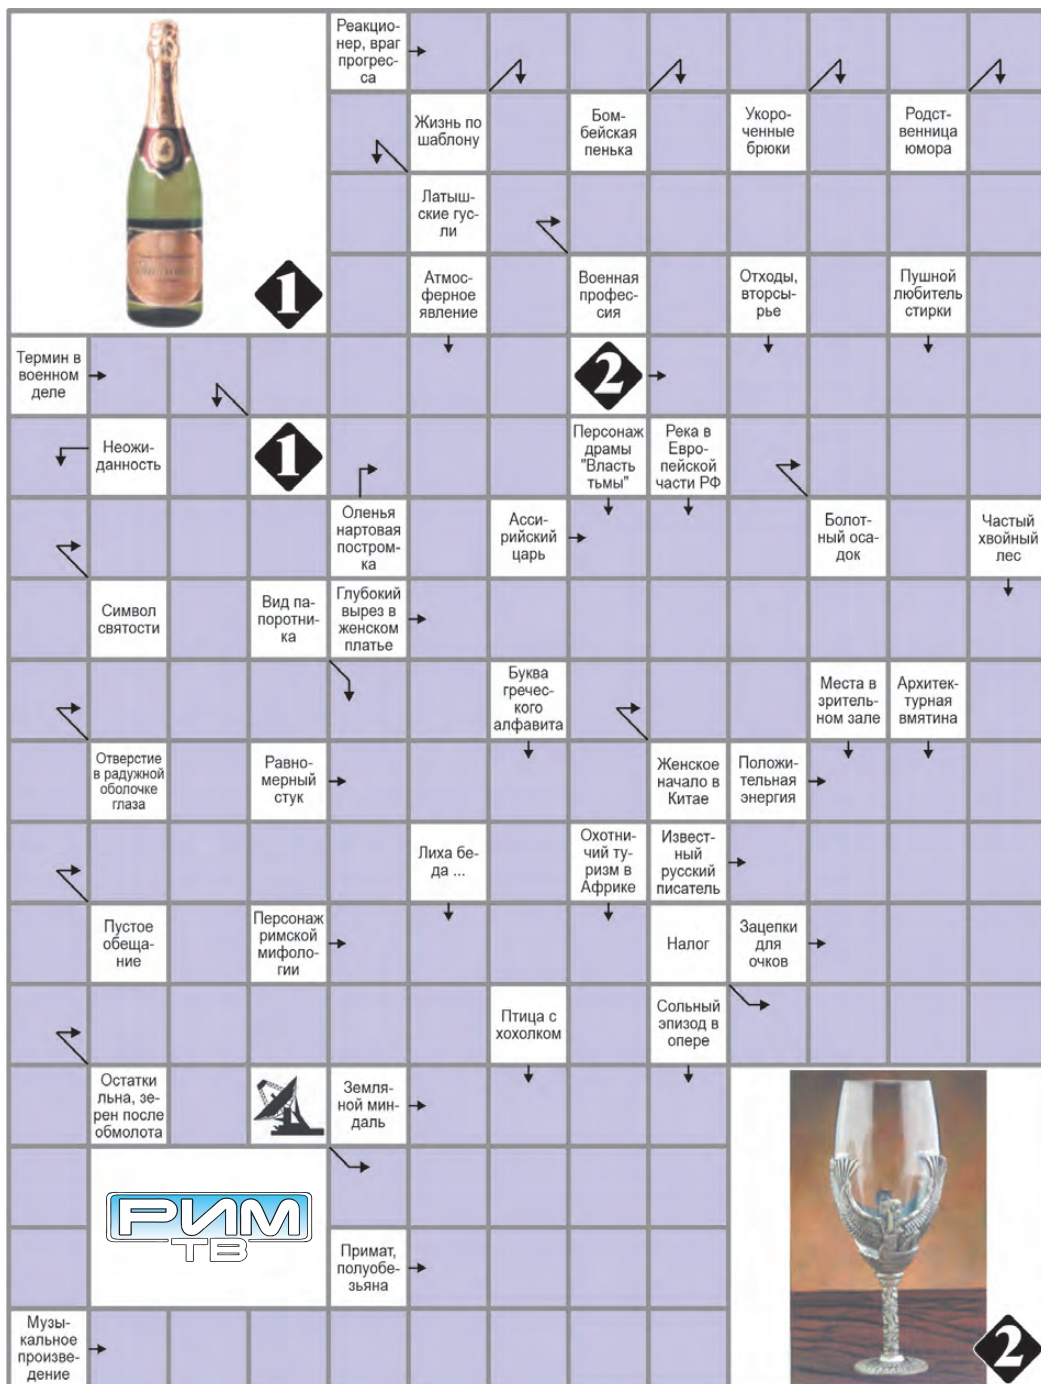 Реакцио-
нер, враг
прогрес-
са
Жизнь по
шаблону
Бом-
бейская
пенька
Укоро-
ченные
брюки
Родст-
венница
юмора
Латыш-
ские гус-
ли
1
Атмос-
ферное
явление
Военная
профес-
сия
Отходы,
вторсы-
рье
Пушной
любитель
стирки
Термин в
военном
деле
2
Неожи-
данность
1
Персонаж
драмы
"Власть
тьмы"
Река в
Евро-
пейской
части РФ
Оленья
нартовая
постром-
ка
Асси-
рийский
царь
Болот-
ный оса-
док
Частый
хвойный
лес
Символ
святости
Вид па-
поротни-
ка
Глубокий
вырез в
женском
платье
Буква
гречес-
кого
алфавита
Места в
зритель-
ном зале
Архитек-
турная
вмятина
Отверстие
в радужной
оболочке
глаза
Равно-
мерный
стук
Женское
начало в
Китае
Положи-
тельная
энергия
Лиха бе-
да ...
Охотни-
чий ту-
ризм в
Африке
Извест-
ный
русский
писатель
Пустое
обеща-
ние
Персонаж
римской
мифоло-
гии
Налог
Зацепки
для
очков
Птица с
хохолком
Сольный
эпизод в
опере
Остатки
льна, зе-
рен после
обмолота
Земля-
ной мин-
даль
РИМ
ТВ
Примат,
полуобе-
зьяна
Музы-
кальное
произве-
дение
2